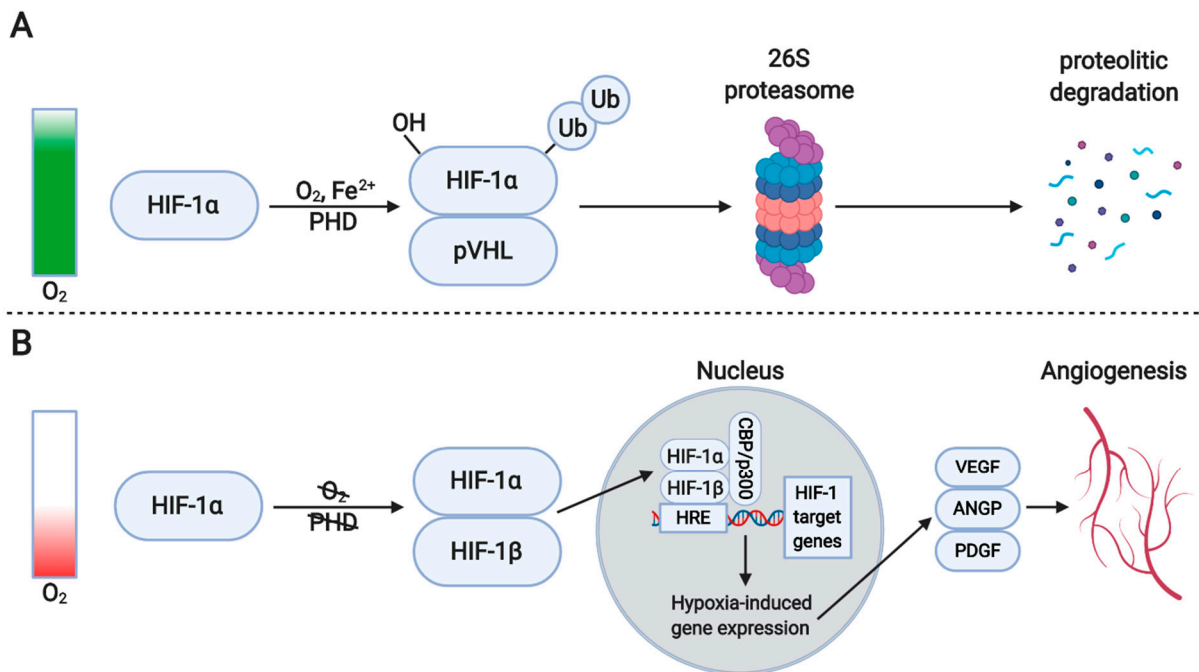 A
26S
proteasome
proteolitic
degradation
OH
Ub
Ub
HIF-1α
O₂, Fe²⁺
PHD
HIF-1α
pVHL
O₂
B
Nucleus
Angiogenesis
HIF-1α
O₂
PHD
HIF-1α
HIF-1β
HIF-1α
HIF-1β
CBP/p300
HRE
HIF-1
target
genes
Hypoxia-induced
gene expression
VEGF
ANGP
PDGF
O₂